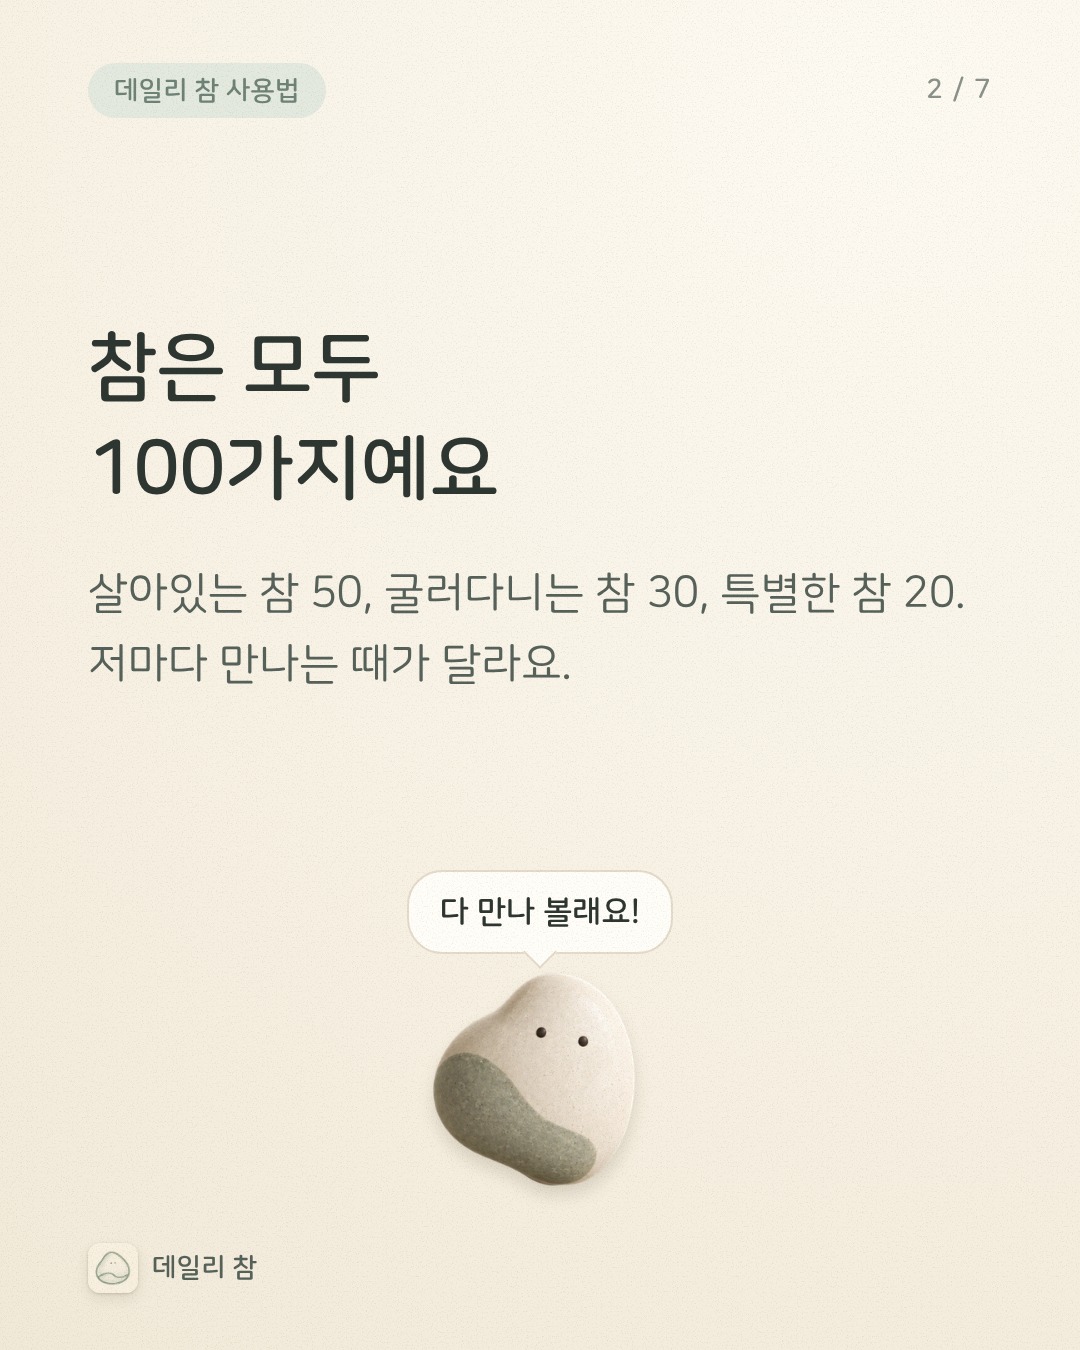 데일리 참 사용법
2 / 7
참은 모두
100가지예요
살아있는 참 50, 굴러다니는 참 30, 특별한 참 20.
저마다 만나는 때가 달라요.
다 만나 볼래요!
데일리 참